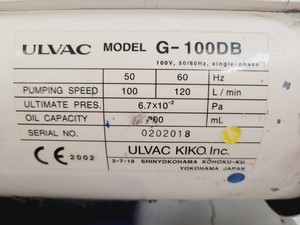 ULVAC MODEL G-100DB
100V, 50/60Hz, single-phase
50 60 Hz
PUMPING SPEED 100 120 L / min
ULTIMATE PRES. 6.7×10⁻² Pa
OIL CAPACITY mL
SERIAL NO. 0202018
CE 2002 ULVAC KIKO, Inc.
2-7-19 SHINYOKOHAMA KŌHOKU-KU
YOKOHAMA JAPAN